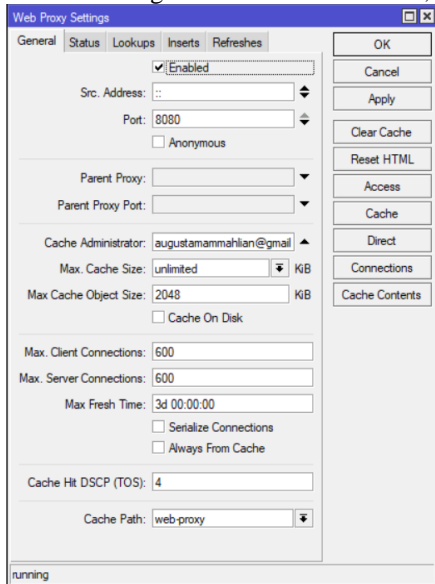 Web Proxy Settings
General Status Lookups Inserts Refreshes
Enabled
Src. Address: ::
Port: 8080
Anonymous
Parent Proxy:
Parent Proxy Port:
Cache Administrator: augustamammahlian@gmail
Max. Cache Size: unlimited KiB
Max Cache Object Size: 2048 KiB
Cache On Disk
Max. Client Connections: 600
Max. Server Connections: 600
Max Fresh Time: 3d 00:00:00
Serialize Connections
Always From Cache
Cache Hit DSCP (TOS): 4
Cache Path: web-proxy
OK
Cancel
Apply
Clear Cache
Reset HTML
Access
Cache
Direct
Connections
Cache Contents
running